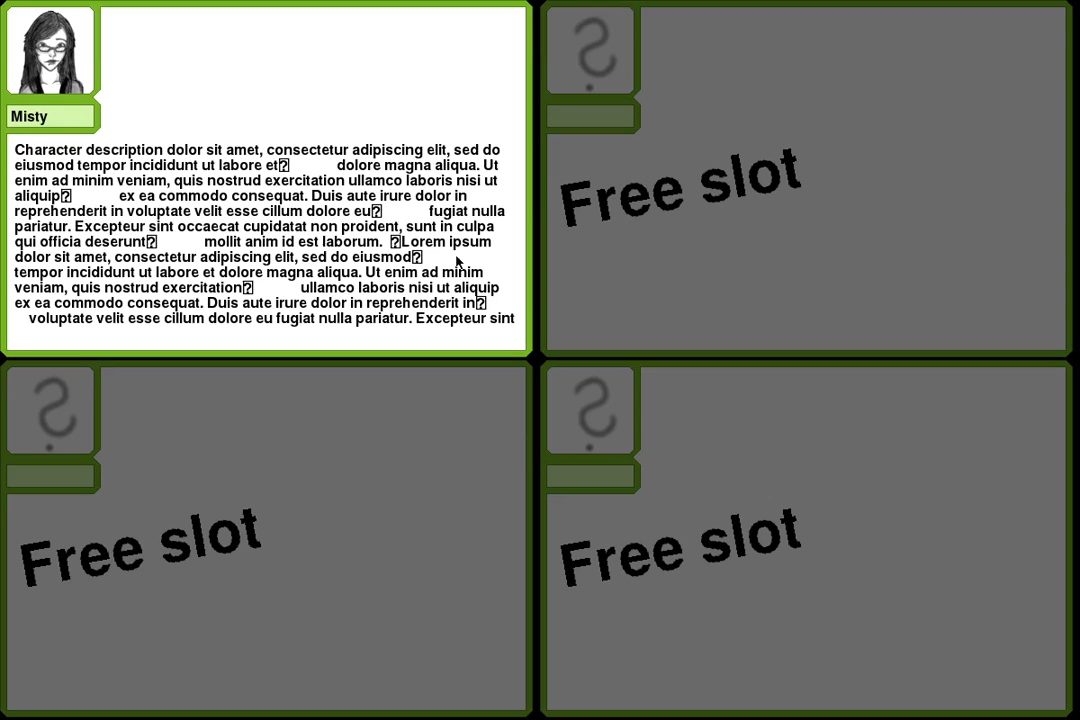 Misty
Character description dolor sit amet, consectetur adipiscing elit, sed do
eiusmod tempor incididunt ut labore et⍰ dolore magna aliqua. Ut
enim ad minim veniam, quis nostrud exercitation ullamco laboris nisi ut
aliquip⍰ ex ea commodo consequat. Duis aute irure dolor in
reprehenderit in voluptate velit esse cillum dolore eu⍰ fugiat nulla
pariatur. Excepteur sint occaecat cupidatat non proident, sunt in culpa
qui officia deserunt⍰ mollit anim id est laborum. ⍰Lorem ipsum
dolor sit amet, consectetur adipiscing elit, sed do eiusmod⍰
tempor incididunt ut labore et dolore magna aliqua. Ut enim ad minim
veniam, quis nostrud exercitation⍰ ullamco laboris nisi ut aliquip
ex ea commodo consequat. Duis aute irure dolor in reprehenderit in⍰
voluptate velit esse cillum dolore eu fugiat nulla pariatur. Excepteur sint
?
Free slot
?
Free slot
?
Free slot